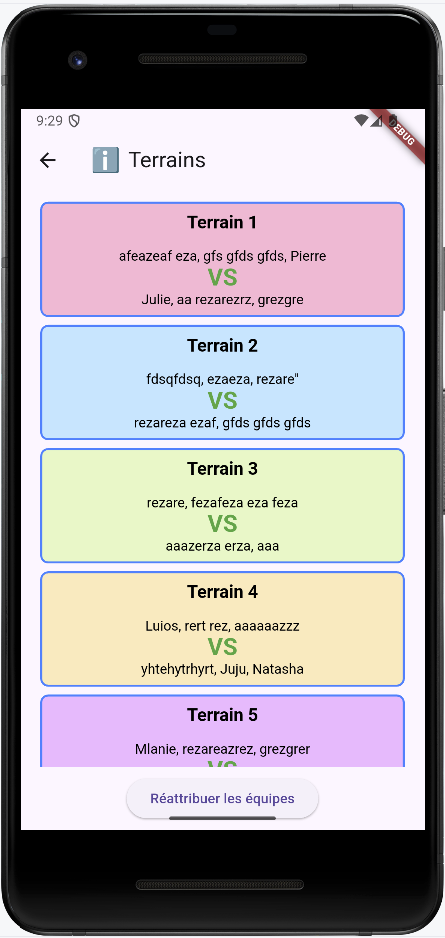 9:29
DEBUG
Terrains
Terrain 1
afeazeaf eza, gfs gfds gfds, Pierre
VS
Julie, aa rezarezrz, grezgre
Terrain 2
fdsqfdsq, ezaeza, rezare"
VS
rezareza ezaf, gfds gfds gfds
Terrain 3
rezare, fezafeza eza feza
VS
aaazerza erza, aaa
Terrain 4
Luios, rert rez, aaaaaazzz
VS
yhtehytrhyrt, Juju, Natasha
Terrain 5
Mlanie, rezareazrez, grezgrer
VS
Réattribuer les équipes